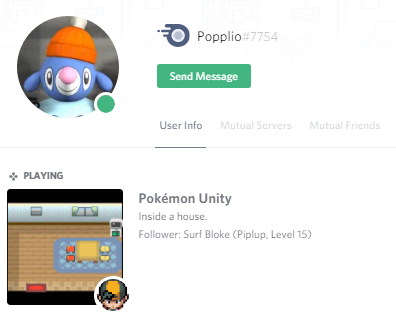 Popplio#7754
Send Message
User Info Mutual Servers Mutual Friends
PLAYING
Pokémon Unity
Inside a house.
Follower: Surf Bloke (Piplup, Level 15)